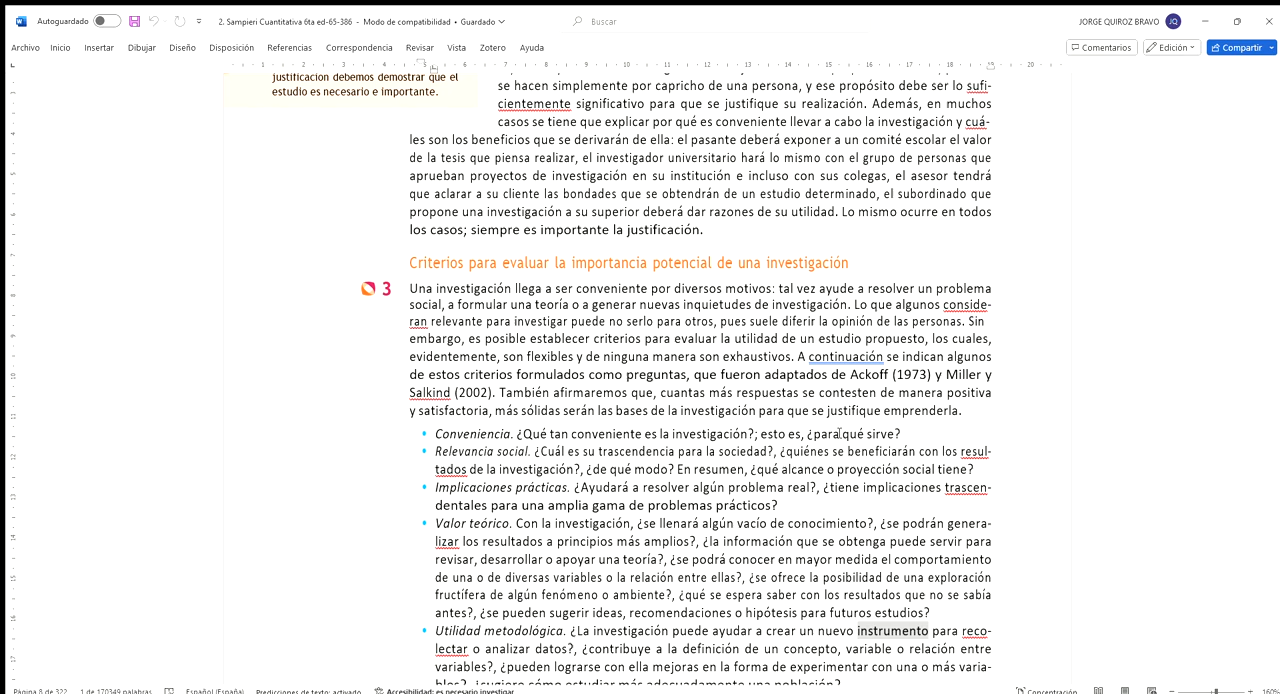 Autoguardado
2. Sampieri Cuantitativa 6ta ed-65-386 - Modo de compatibilidad • Guardado
Buscar
JORGE QUIROZ BRAVO
JQ
Archivo Inicio Insertar Dibujar Diseño Disposición Referencias Correspondencia Revisar Vista Zotero Ayuda
Comentarios
Edición
Compartir
justificación debemos demostrar que el
estudio es necesario e importante.
se hacen simplemente por capricho de una persona, y ese propósito debe ser lo sufi-
cientemente significativo para que se justifique su realización. Además, en muchos
casos se tiene que explicar por qué es conveniente llevar a cabo la investigación y cuá-
les son los beneficios que se derivarán de ella: el pasante deberá exponer a un comité escolar el valor
de la tesis que piensa realizar, el investigador universitario hará lo mismo con el grupo de personas que
aprueban proyectos de investigación en su institución e incluso con sus colegas, el asesor tendrá
que aclarar a su cliente las bondades que se obtendrán de un estudio determinado, el subordinado que
propone una investigación a su superior deberá dar razones de su utilidad. Lo mismo ocurre en todos
los casos; siempre es importante la justificación.
Criterios para evaluar la importancia potencial de una investigación
3
Una investigación llega a ser conveniente por diversos motivos: tal vez ayude a resolver un problema
social, a formular una teoría o a generar nuevas inquietudes de investigación. Lo que algunos conside-
ran relevante para investigar puede no serlo para otros, pues suele diferir la opinión de las personas. Sin
embargo, es posible establecer criterios para evaluar la utilidad de un estudio propuesto, los cuales,
evidentemente, son flexibles y de ninguna manera son exhaustivos. A continuación se indican algunos
de estos criterios formulados como preguntas, que fueron adaptados de Ackoff (1973) y Miller y
Salkind (2002). También afirmaremos que, cuantas más respuestas se contesten de manera positiva
y satisfactoria, más sólidas serán las bases de la investigación para que se justifique emprenderla.
• Conveniencia. ¿Qué tan conveniente es la investigación?; esto es, ¿para qué sirve?
• Relevancia social. ¿Cuál es su trascendencia para la sociedad?, ¿quiénes se beneficiarán con los resul-
tados de la investigación?, ¿de qué modo? En resumen, ¿qué alcance o proyección social tiene?
• Implicaciones prácticas. ¿Ayudará a resolver algún problema real?, ¿tiene implicaciones trascen-
dentales para una amplia gama de problemas prácticos?
• Valor teórico. Con la investigación, ¿se llenará algún vacío de conocimiento?, ¿se podrán genera-
lizar los resultados a principios más amplios?, ¿la información que se obtenga puede servir para
revisar, desarrollar o apoyar una teoría?, ¿se podrá conocer en mayor medida el comportamiento
de una o de diversas variables o la relación entre ellas?, ¿se ofrece la posibilidad de una exploración
fructífera de algún fenómeno o ambiente?, ¿qué se espera saber con los resultados que no se sabía
antes?, ¿se pueden sugerir ideas, recomendaciones o hipótesis para futuros estudios?
• Utilidad metodológica. ¿La investigación puede ayudar a crear un nuevo instrumento para reco-
lectar o analizar datos?, ¿contribuye a la definición de un concepto, variable o relación entre
variables?, ¿pueden lograrse con ella mejoras en la forma de experimentar con una o más varia-
bles?, ¿sugiere cómo estudiar más adecuadamente una población?
Página 8 de 322 1 de 170349 palabras Español (España) Predicciones de texto: activado Accesibilidad: es necesario investigar Concentración 160%